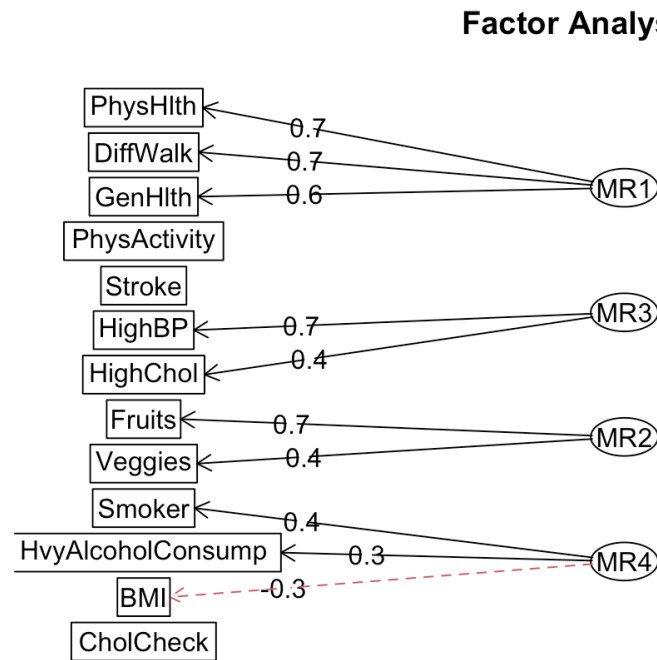 Factor Analys
PhysHlth
0.7
DiffWalk
0.7
MR1
GenHlth
0.6
PhysActivity
Stroke
HighBP
0.7
MR3
HighChol
0.4
Fruits
0.7
MR2
Veggies
0.4
Smoker
0.4
HvyAlcoholConsump
0.3
MR4
BMI
-0.3
CholCheck